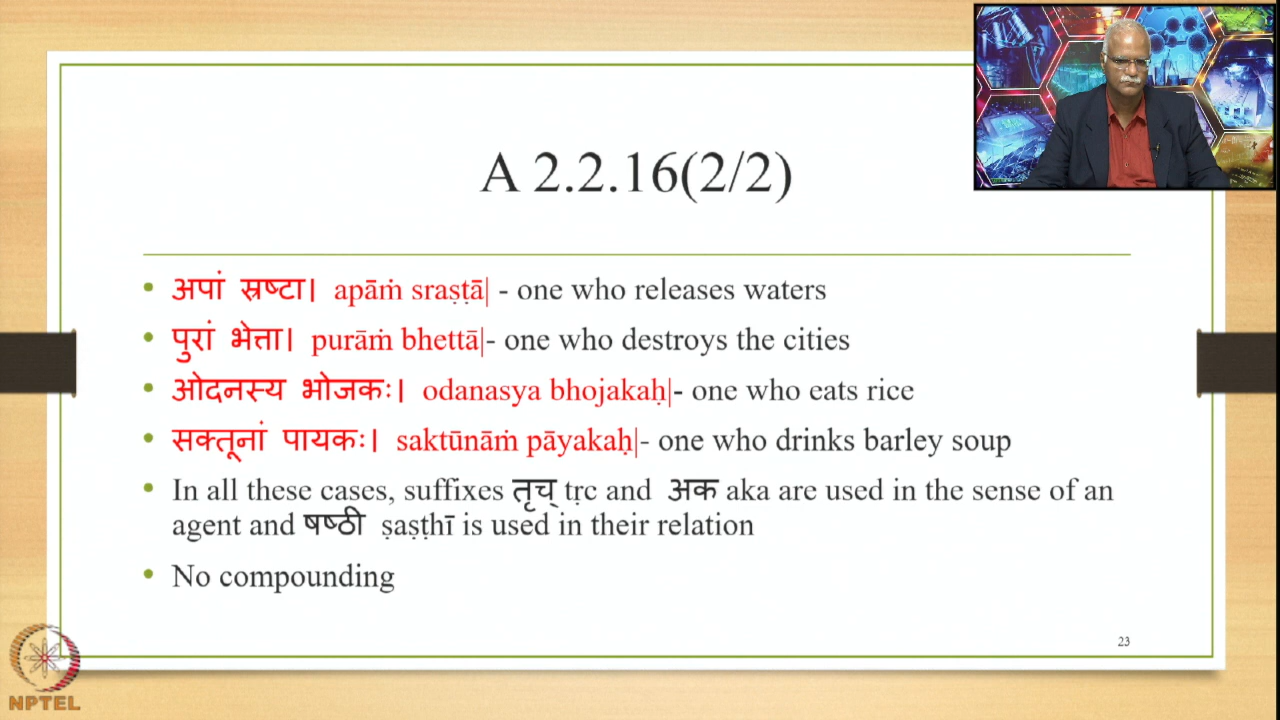 A 2.2.16(2/2)
• अपां स्रष्टा। apāṁ sraṣṭā| - one who releases waters
• पुरां भेत्ता। purāṁ bhettā|- one who destroys the cities
• ओदनस्य भोजकः। odanasya bhojakaḥ|- one who eats rice
• सक्तूनां पायकः। saktūnāṁ pāyakaḥ|- one who drinks barley soup
• In all these cases, suffixes तृच् tṛc and अक aka are used in the sense of an
agent and षष्ठी ṣaṣṭhī is used in their relation
• No compounding
23
NPTEL